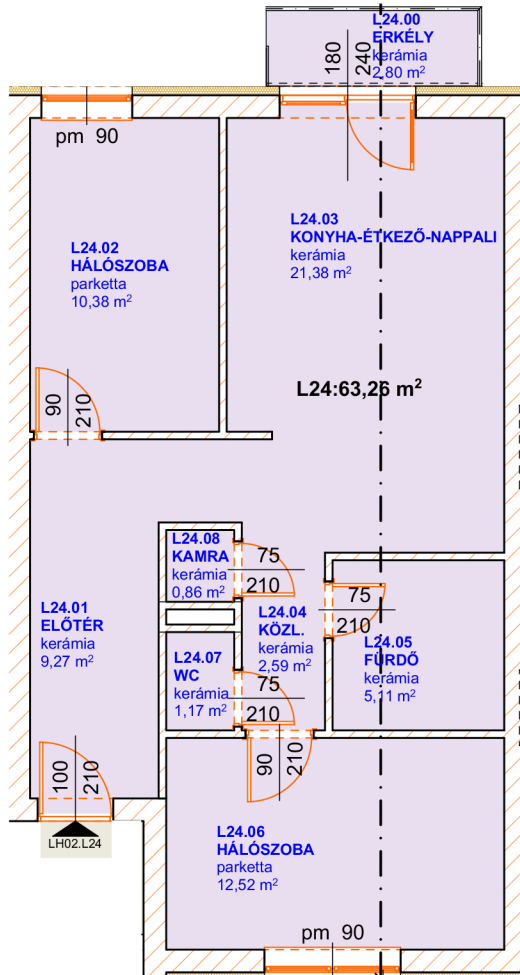 L24.00
ERKÉLY
kerámia
2,80 m²
180
240
pm 90
L24.03
KONYHA-ÉTKEZŐ-NAPPALI
kerámia
21,38 m²
L24.02
HÁLÓSZOBA
parketta
10,38 m²
L24:63,26 m²
90
210
L24.08
KAMRA
kerámia
0,86 m²
75
210
L24.04
KÖZL.
kerámia
2,59 m²
75
210
L24.05
FÜRDŐ
kerámia
5,11 m²
L24.01
ELŐTÉR
kerámia
9,27 m²
L24.07
WC
kerámia
1,17 m²
75
210
90
210
100
210
LH02.L24
L24.06
HÁLÓSZOBA
parketta
12,52 m²
pm 90